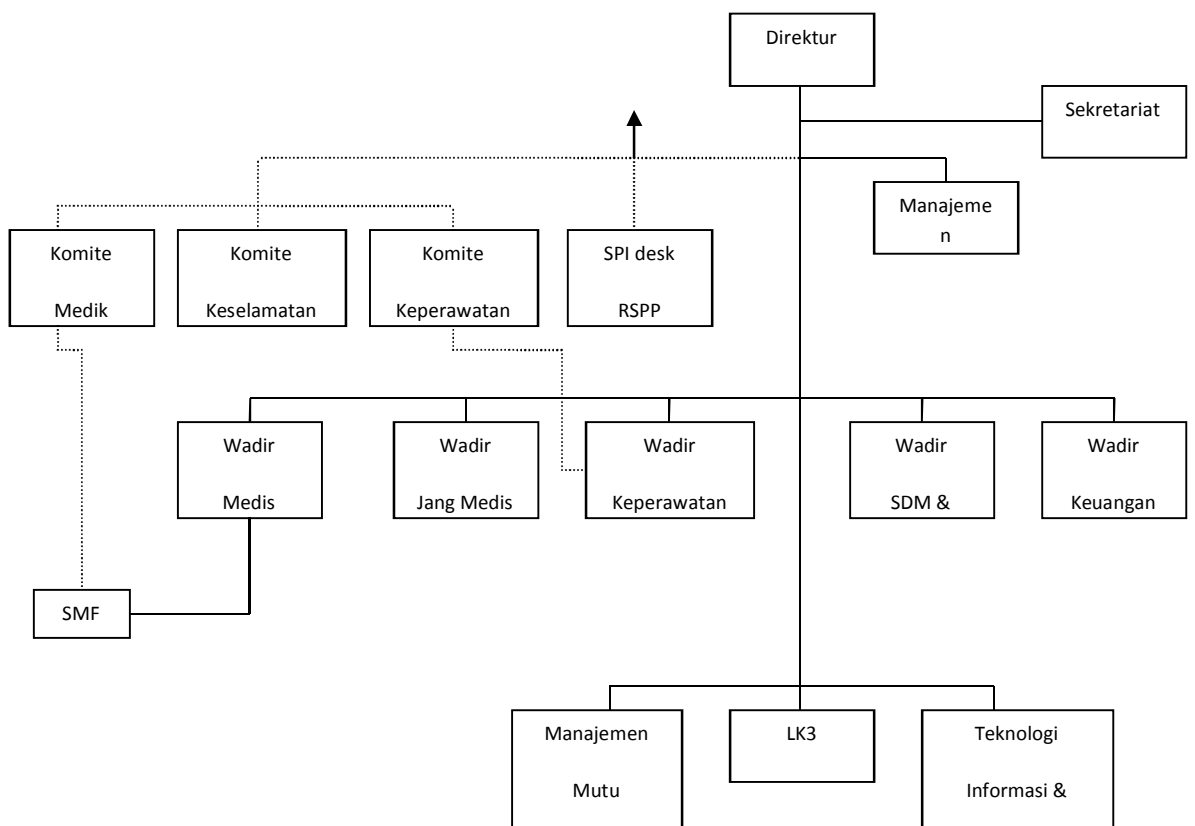 Direktur
Sekretariat
Manajeme
n
Komite
Medik
Komite
Keselamatan
Komite
Keperawatan
SPI desk
RSPP
Wadir
Medis
Wadir
Jang Medis
Wadir
Keperawatan
Wadir
SDM &
Wadir
Keuangan
SMF
Manajemen
Mutu
LK3
Teknologi
Informasi &